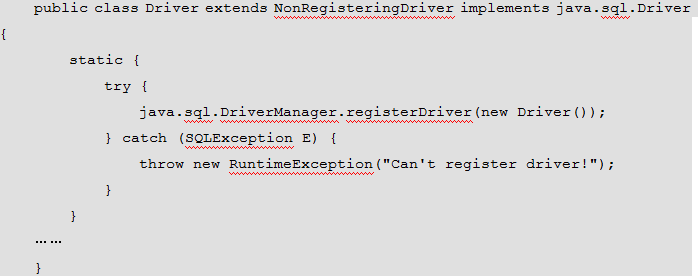 public class Driver extends NonRegisteringDriver implements java.sql.Driver
{
static {
try {
java.sql.DriverManager.registerDriver(new Driver());
} catch (SQLException E) {
throw new RuntimeException("Can't register driver!");
}
}
……
}